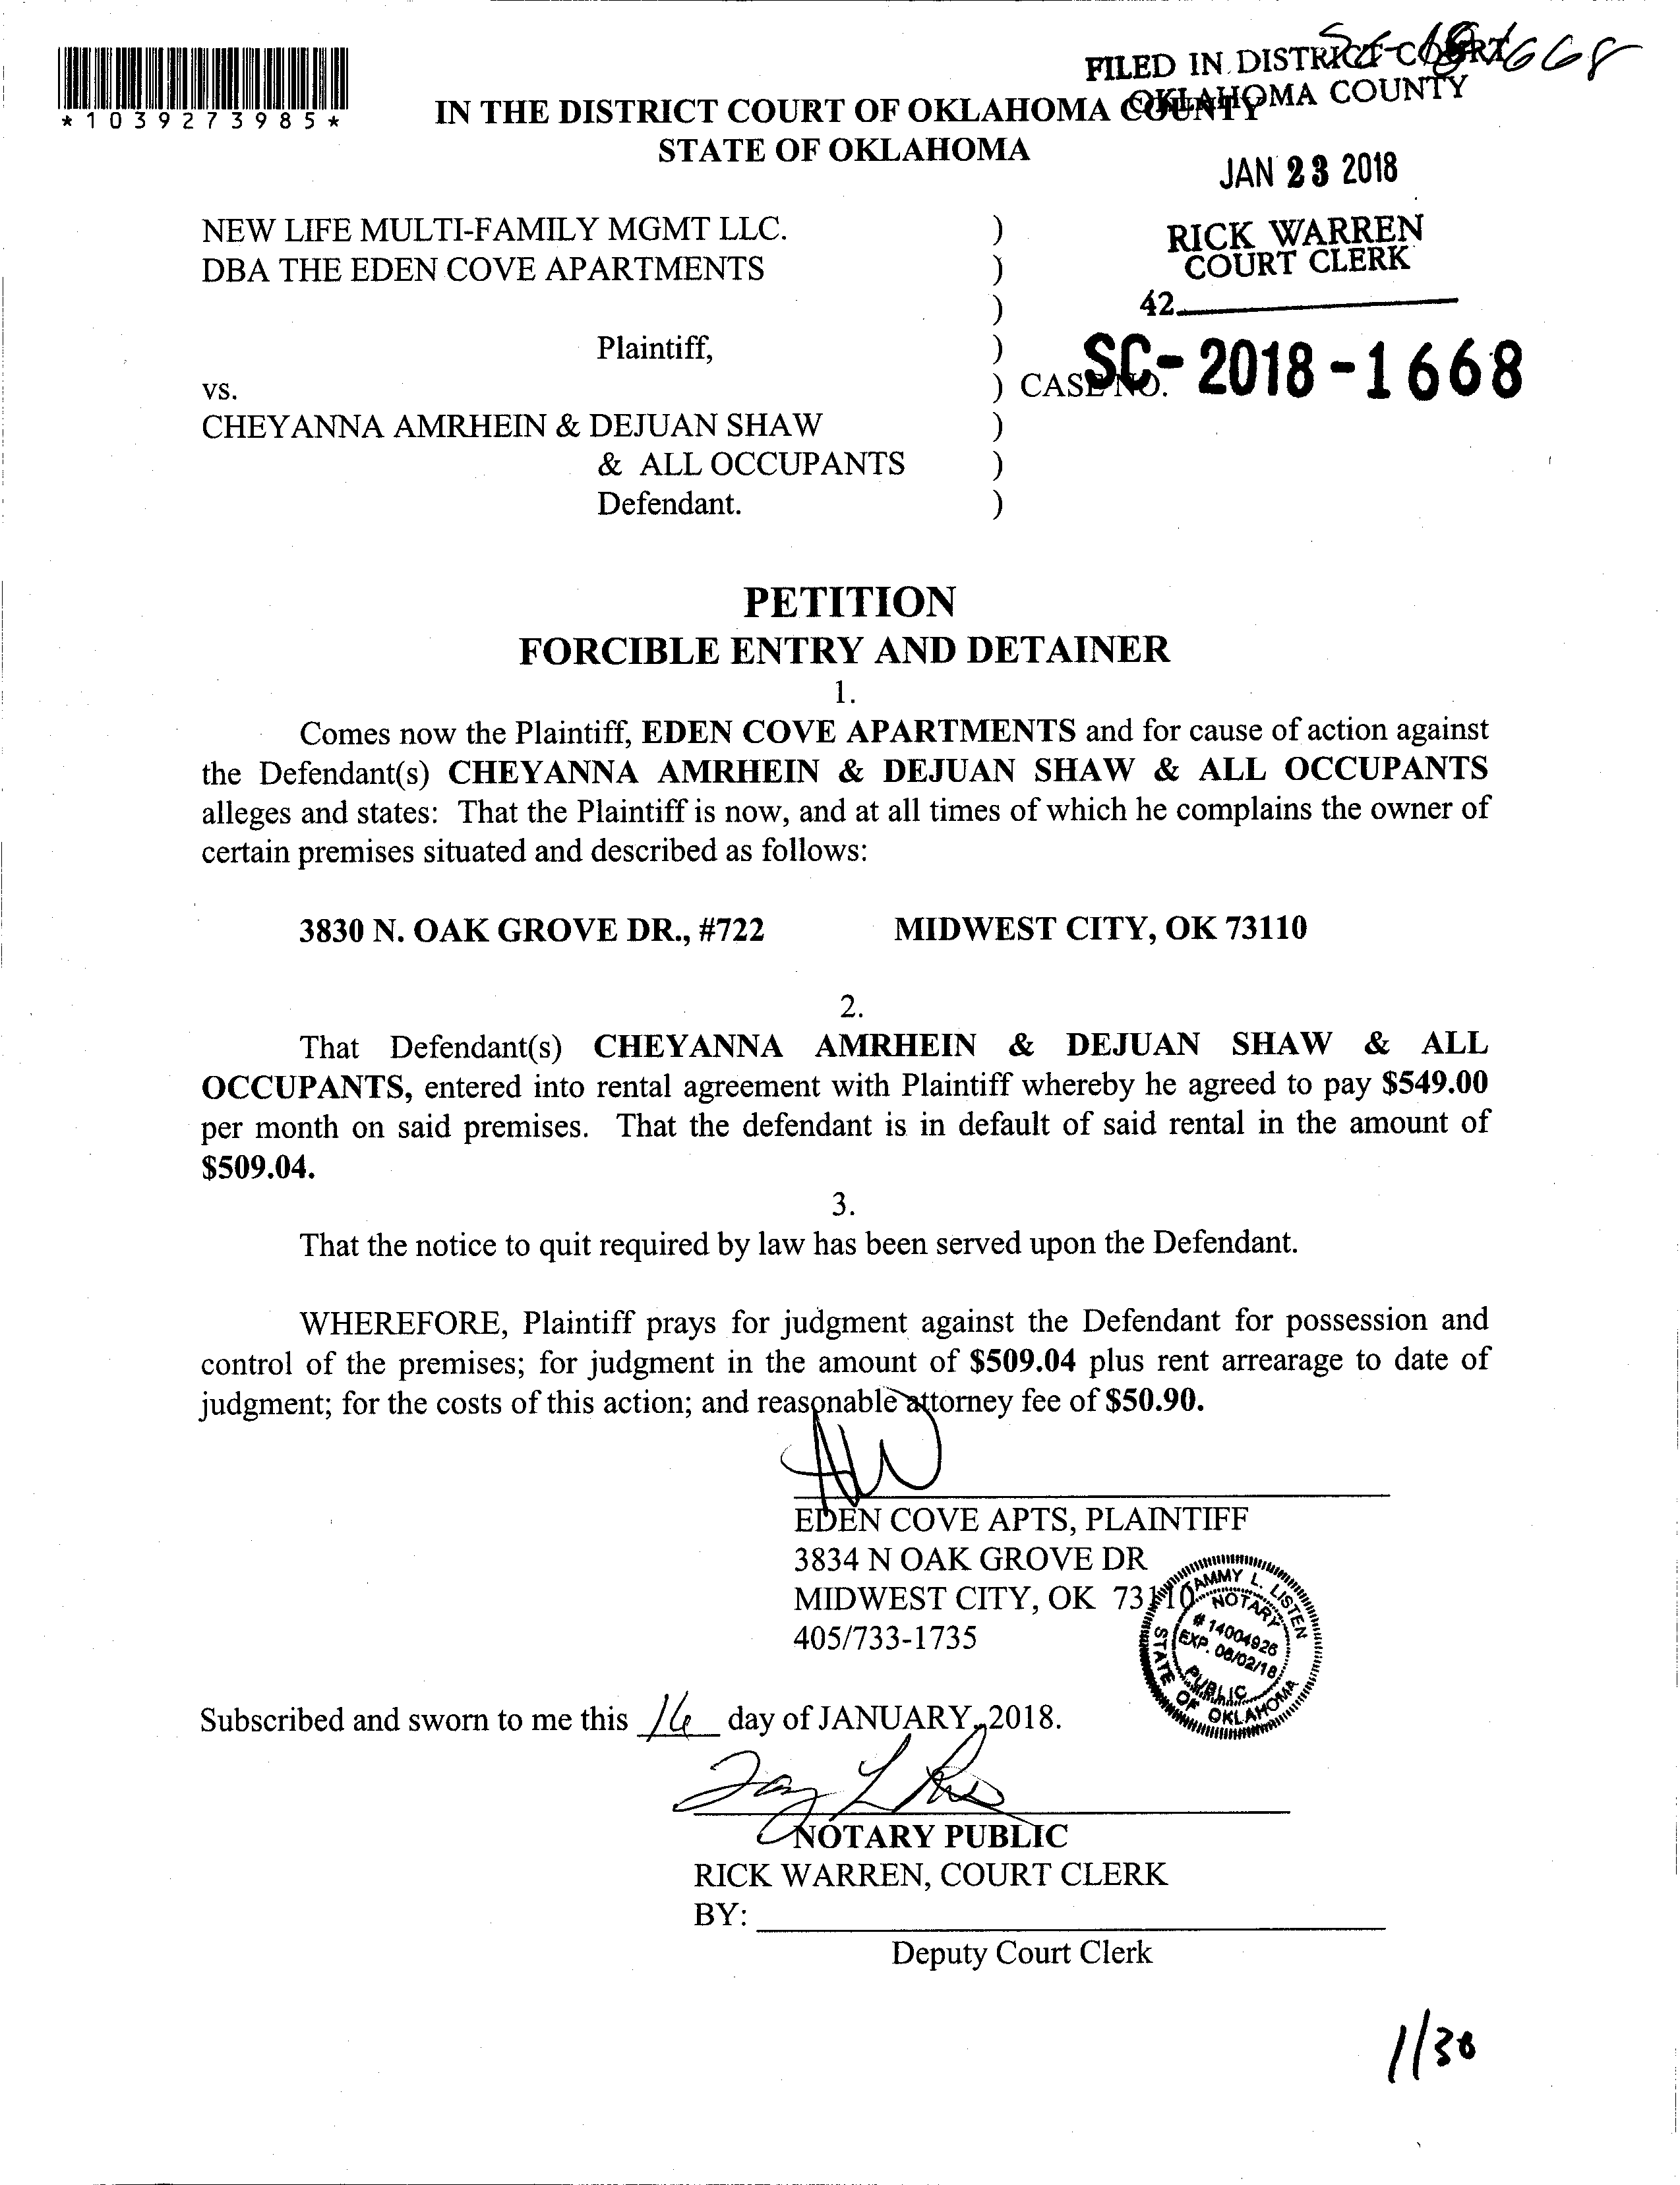 SC-18-1668
FILED IN DISTRICT COURT
OKLAHOMA COUNTY
*1039273985*
IN THE DISTRICT COURT OF OKLAHOMA COUNTY
STATE OF OKLAHOMA
JAN 23 2018
NEW LIFE MULTI-FAMILY MGMT LLC. )
RICK WARREN
COURT CLERK
DBA THE EDEN COVE APARTMENTS )
)
42
Plaintiff, )
vs. ) CASE NO. SC-2018-1668
CHEYANNA AMRHEIN & DEJUAN SHAW )
& ALL OCCUPANTS )
Defendant. )
PETITION
FORCIBLE ENTRY AND DETAINER
1.
Comes now the Plaintiff, EDEN COVE APARTMENTS and for cause of action against
the Defendant(s) CHEYANNA AMRHEIN & DEJUAN SHAW & ALL OCCUPANTS
alleges and states: That the Plaintiff is now, and at all times of which he complains the owner of
certain premises situated and described as follows:
3830 N. OAK GROVE DR., #722 MIDWEST CITY, OK 73110
2.
That Defendant(s) CHEYANNA AMRHEIN & DEJUAN SHAW & ALL
OCCUPANTS, entered into rental agreement with Plaintiff whereby he agreed to pay $549.00
per month on said premises. That the defendant is in default of said rental in the amount of
$509.04.
3.
That the notice to quit required by law has been served upon the Defendant.
WHEREFORE, Plaintiff prays for judgment against the Defendant for possession and
control of the premises; for judgment in the amount of $509.04 plus rent arrearage to date of
judgment; for the costs of this action; and reasonable attorney fee of $50.90.
EDEN COVE APTS, PLAINTIFF
3834 N OAK GROVE DR
MIDWEST CITY, OK 73110
405/733-1735
TAMMY L. LISTEN
NOTARY
# 14004926
EXP. 06/02/18
PUBLIC
STATE OF OKLAHOMA
Subscribed and sworn to me this 16 day of JANUARY, 2018.
NOTARY PUBLIC
RICK WARREN, COURT CLERK
BY:
Deputy Court Clerk
1/30